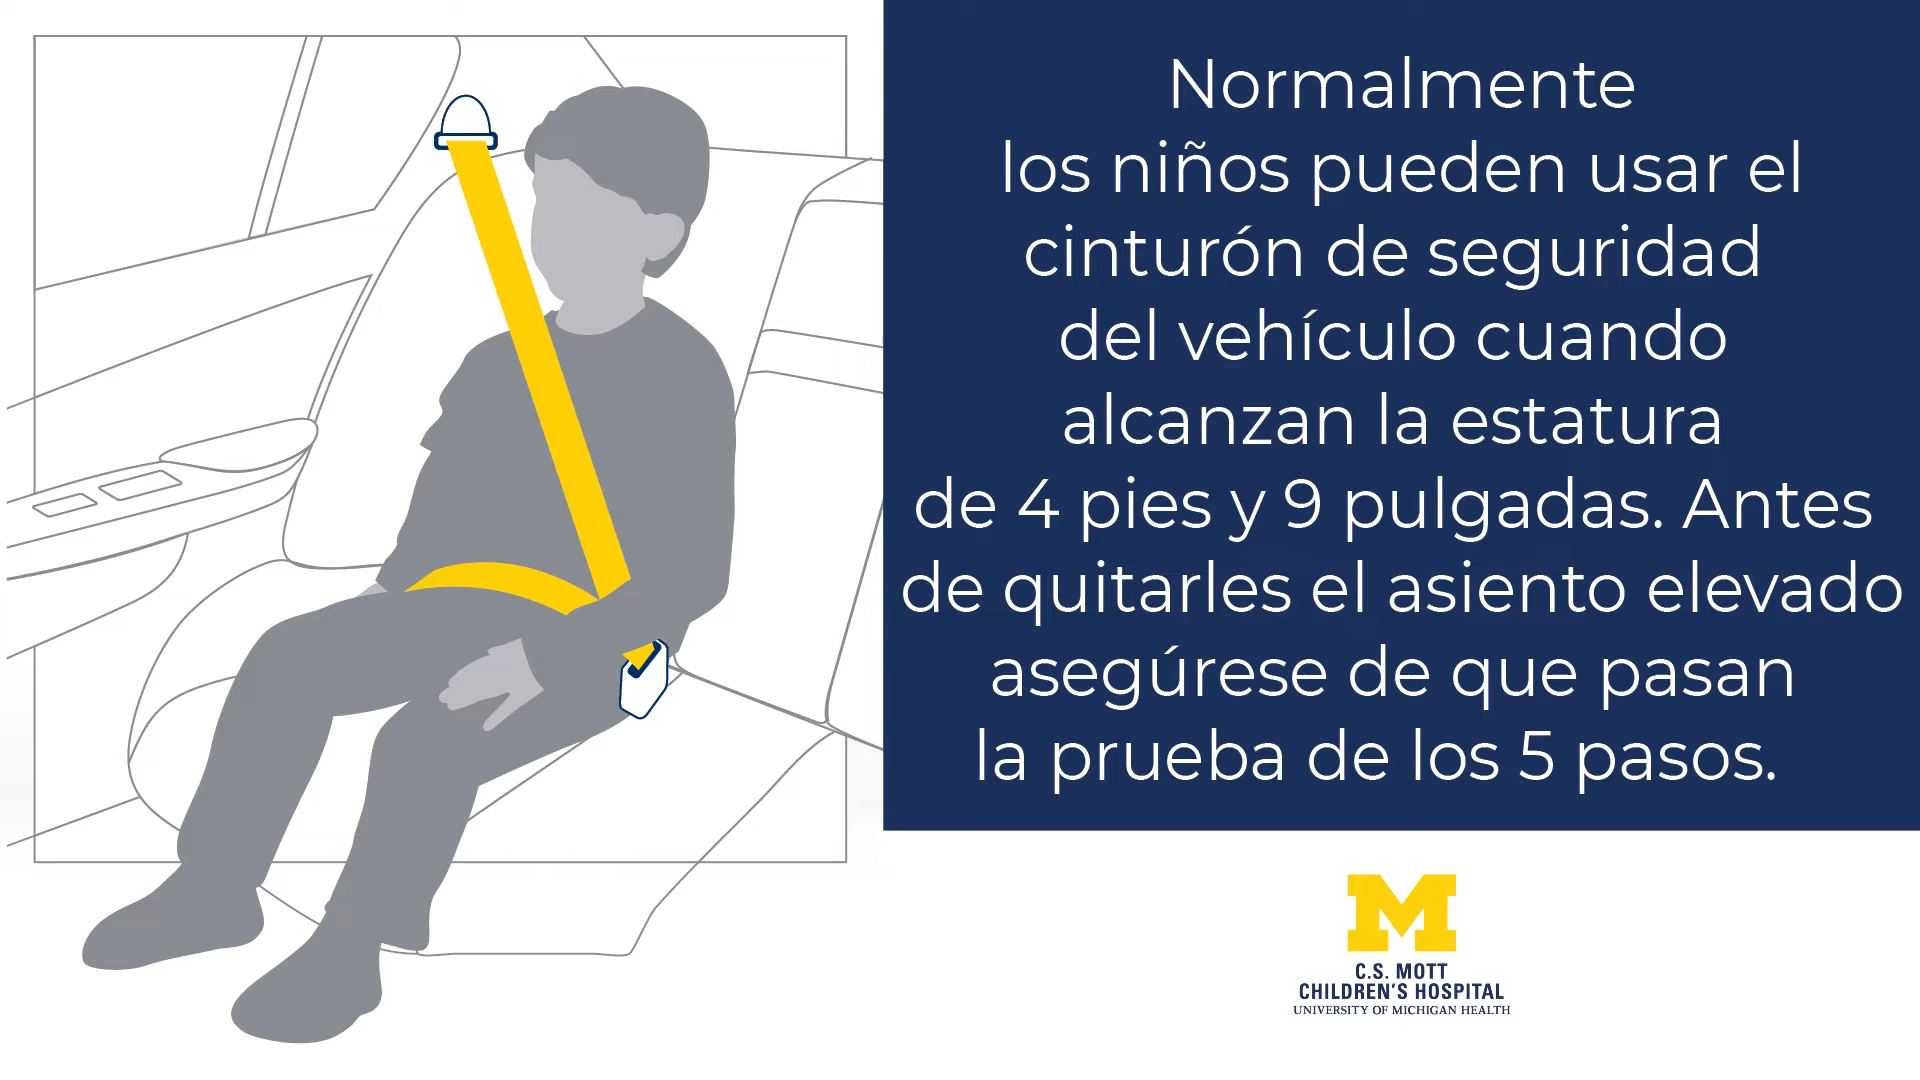 Normalmente
los niños pueden usar el
cinturón de seguridad
del vehículo cuando
alcanzan la estatura
de 4 pies y 9 pulgadas. Antes
de quitarles el asiento elevado
asegúrese de que pasan
la prueba de los 5 pasos.
M
C.S. MOTT
CHILDREN'S HOSPITAL
UNIVERSITY OF MICHIGAN HEALTH